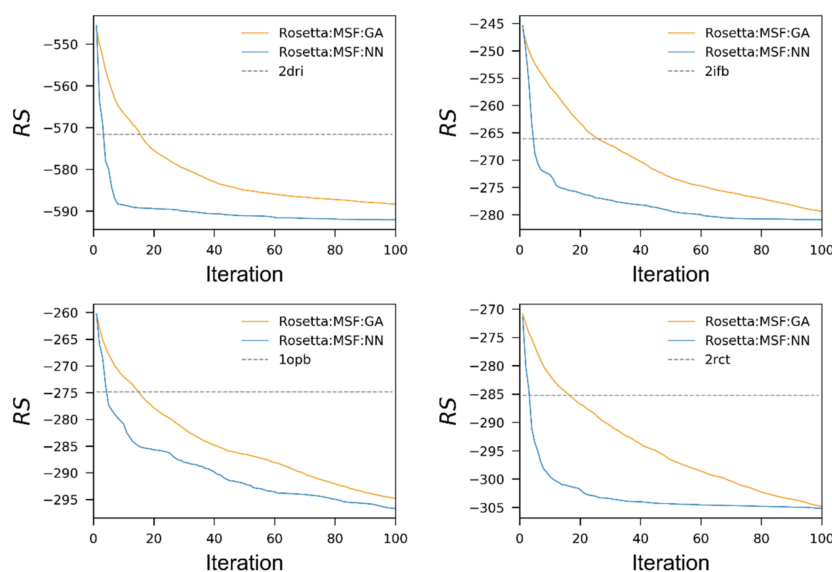 −550
−560
−570
−580
−590
RS
0 20 40 60 80 100
Iteration
Rosetta:MSF:GA
Rosetta:MSF:NN
2dri
−245
−250
−255
−260
−265
−270
−275
−280
RS
0 20 40 60 80 100
Iteration
Rosetta:MSF:GA
Rosetta:MSF:NN
2ifb
−260
−265
−270
−275
−280
−285
−290
−295
RS
0 20 40 60 80 100
Iteration
Rosetta:MSF:GA
Rosetta:MSF:NN
1opb
−270
−275
−280
−285
−290
−295
−300
−305
RS
0 20 40 60 80 100
Iteration
Rosetta:MSF:GA
Rosetta:MSF:NN
2rct